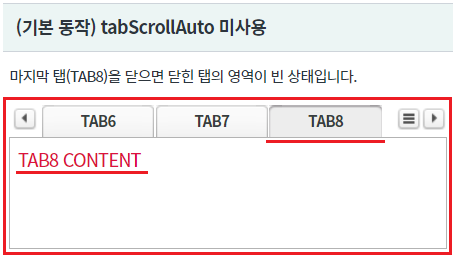 (기본 동작) tabScrollAuto 미사용
마지막 탭(TAB8)을 닫으면 닫힌 탭의 영역이 빈 상태입니다.
TAB6 TAB7 TAB8
TAB8 CONTENT